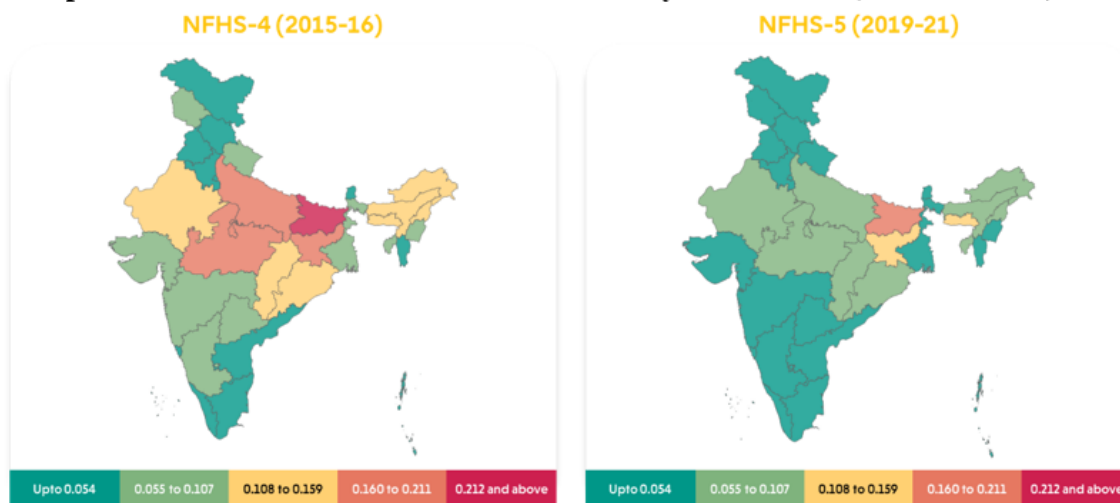 NFHS-4 (2015-16)
NFHS-5 (2019-21)
Upto 0.054
0.055 to 0.107
0.108 to 0.159
0.160 to 0.211
0.212 and above
Upto 0.054
0.055 to 0.107
0.108 to 0.159
0.160 to 0.211
0.212 and above